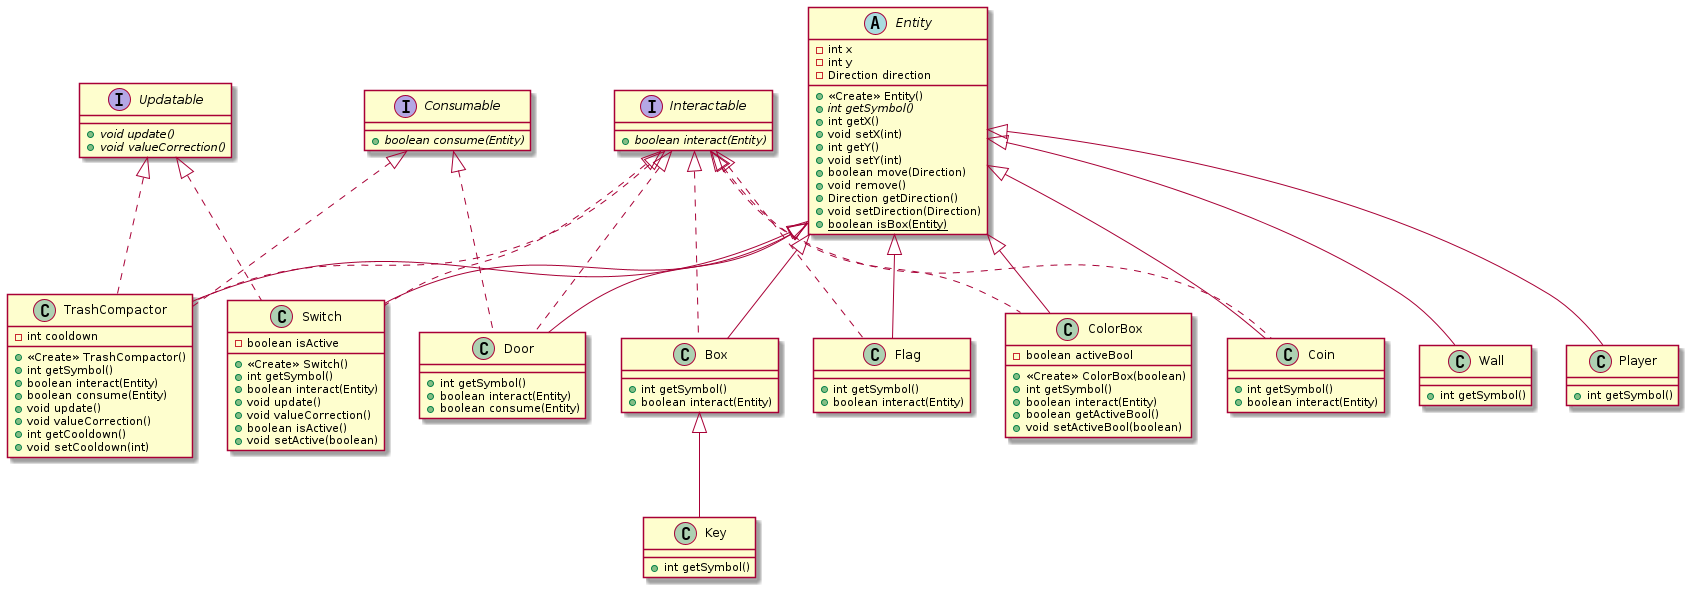 A Entity
int x
int y
Direction direction
«Create» Entity()
int getSymbol()
int getX()
void setX(int)
int getY()
void setY(int)
boolean move(Direction)
void remove()
Direction getDirection()
void setDirection(Direction)
boolean isBox(Entity)
I Updatable
void update()
void valueCorrection()
I Consumable
boolean consume(Entity)
I Interactable
boolean interact(Entity)
C TrashCompactor
int cooldown
«Create» TrashCompactor()
int getSymbol()
boolean interact(Entity)
boolean consume(Entity)
void update()
void valueCorrection()
int getCooldown()
void setCooldown(int)
C Switch
boolean isActive
«Create» Switch()
int getSymbol()
boolean interact(Entity)
void update()
void valueCorrection()
boolean isActive()
void setActive(boolean)
C Door
int getSymbol()
boolean interact(Entity)
boolean consume(Entity)
C Box
int getSymbol()
boolean interact(Entity)
C Flag
int getSymbol()
boolean interact(Entity)
C ColorBox
boolean activeBool
«Create» ColorBox(boolean)
int getSymbol()
boolean interact(Entity)
boolean getActiveBool()
void setActiveBool(boolean)
C Coin
int getSymbol()
boolean interact(Entity)
C Wall
int getSymbol()
C Player
int getSymbol()
C Key
int getSymbol()